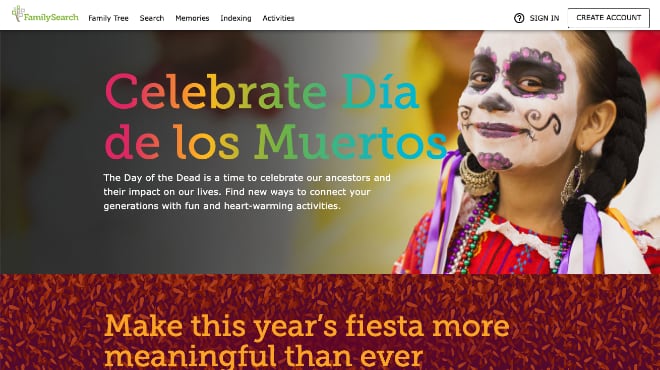 FamilySearch Family Tree Search Memories Indexing Activities SIGN IN CREATE ACCOUNT
Celebrate Día
de los Muertos
The Day of the Dead is a time to celebrate our ancestors and
their impact on our lives. Find new ways to connect your
generations with fun and heart-warming activities.
Make this year’s fiesta more
meaningful than ever